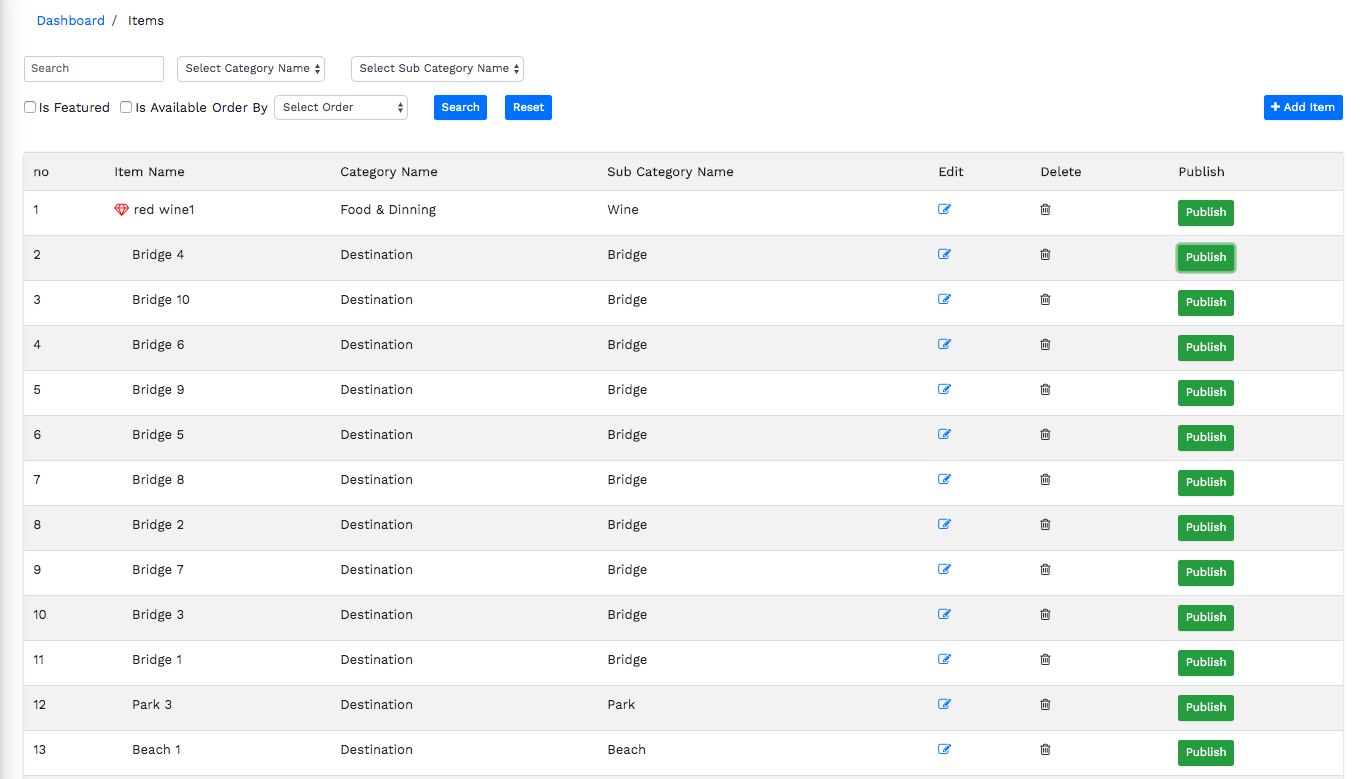 Dashboard / Items
Search Select Category Name Select Sub Category Name
Is Featured Is Available Order By Select Order Search Reset + Add Item
no Item Name Category Name Sub Category Name Edit Delete Publish
1 red wine1 Food & Dinning Wine Publish
2 Bridge 4 Destination Bridge Publish
3 Bridge 10 Destination Bridge Publish
4 Bridge 6 Destination Bridge Publish
5 Bridge 9 Destination Bridge Publish
6 Bridge 5 Destination Bridge Publish
7 Bridge 8 Destination Bridge Publish
8 Bridge 2 Destination Bridge Publish
9 Bridge 7 Destination Bridge Publish
10 Bridge 3 Destination Bridge Publish
11 Bridge 1 Destination Bridge Publish
12 Park 3 Destination Park Publish
13 Beach 1 Destination Beach Publish